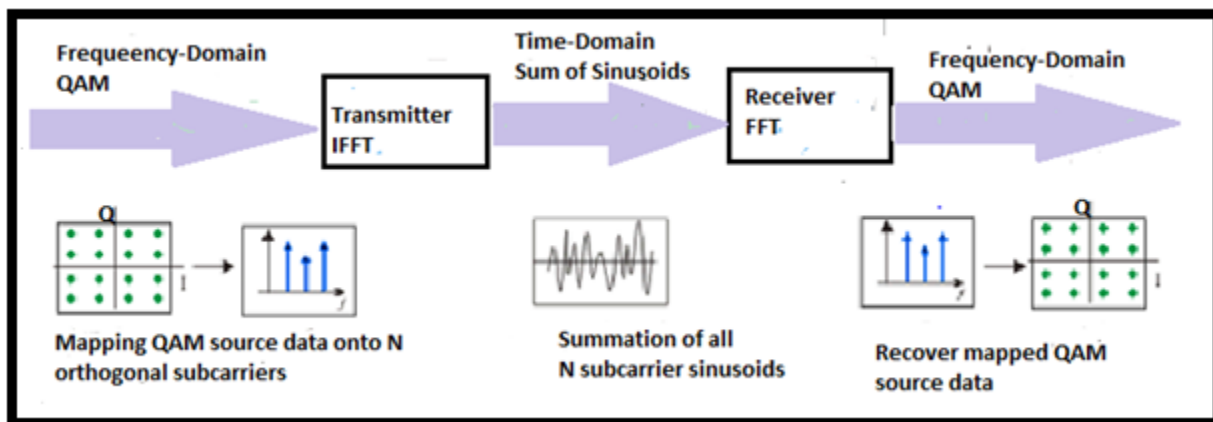 Frequeency-Domain
QAM
Transmitter
IFFT
Time-Domain
Sum of Sinusoids
Receiver
FFT
Frequency-Domain
QAM
Q
I
f
Mapping QAM source data onto N
orthogonal subcarriers
Summation of all
N subcarrier sinusoids
f
Q
I
Recover mapped QAM
source data